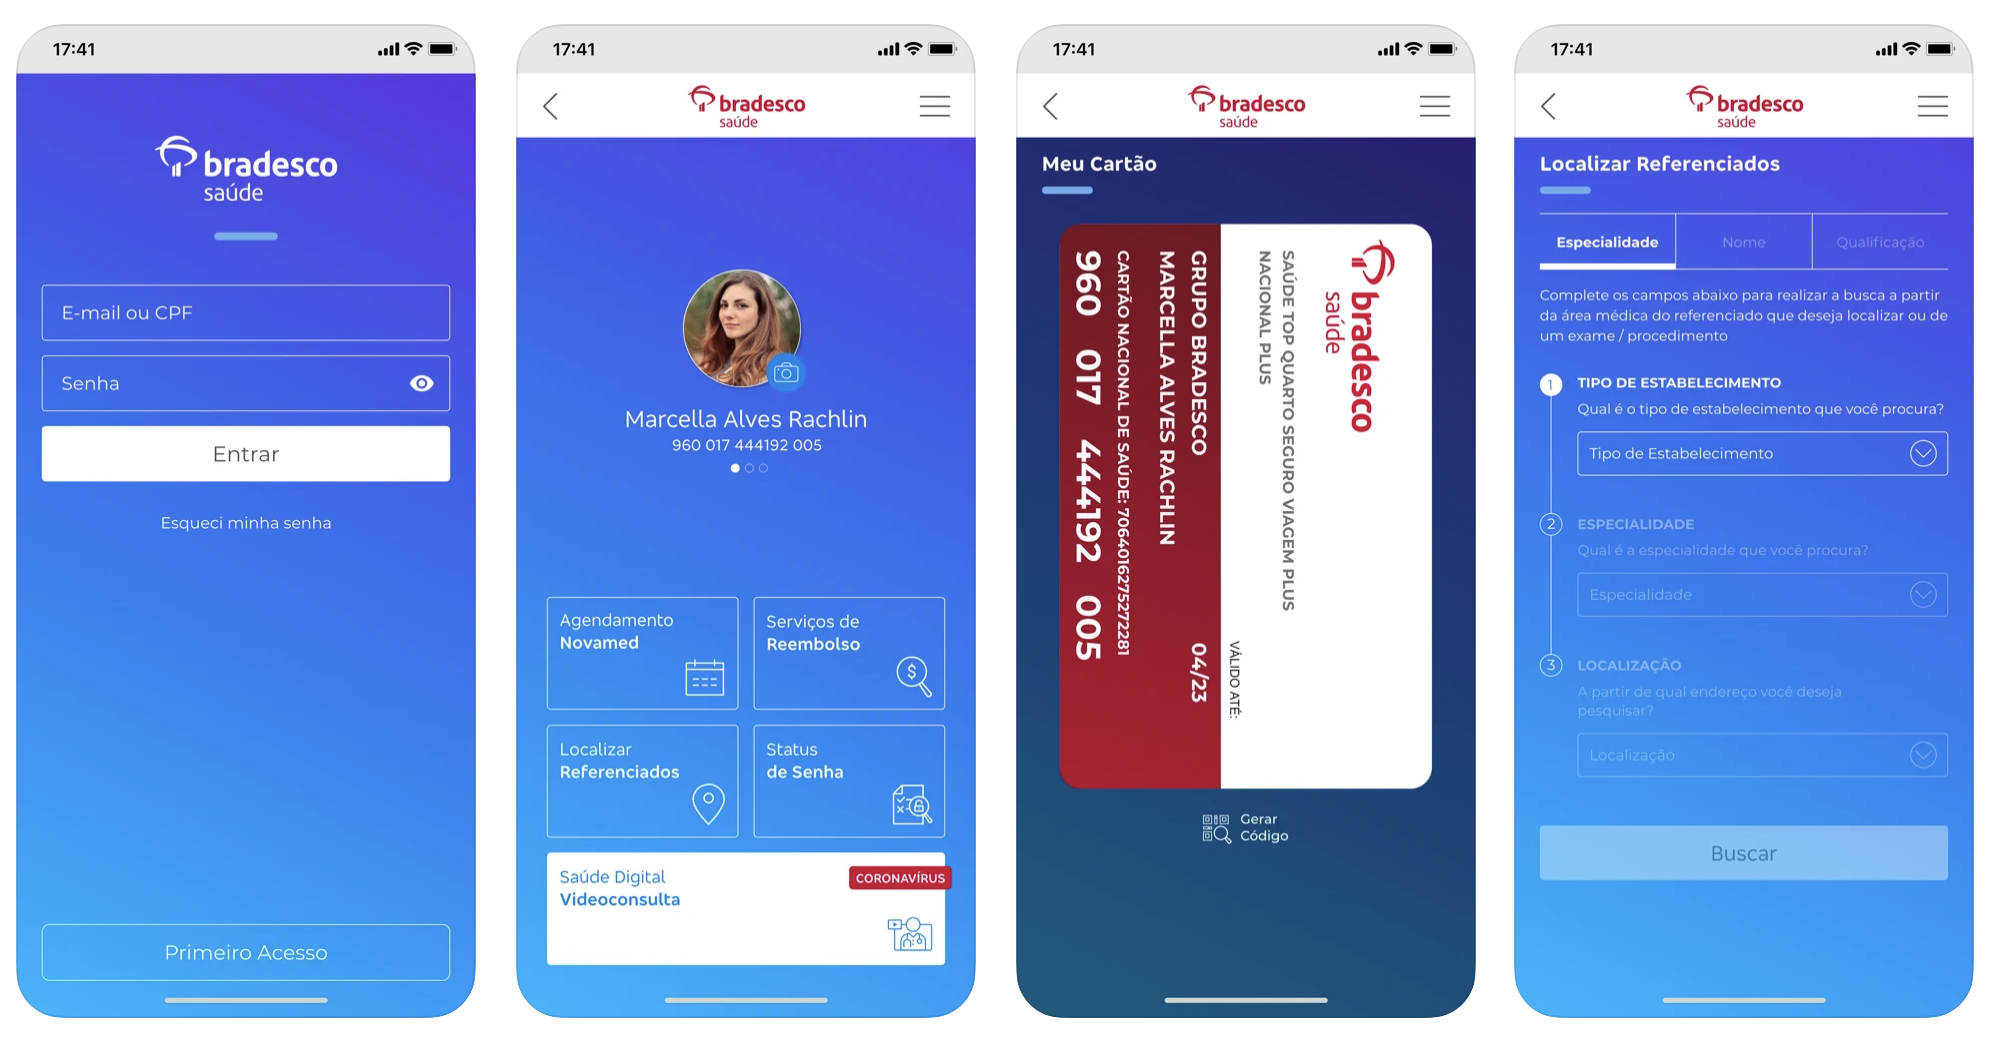 17:41
bradesco
saúde
E-mail ou CPF
Senha
Entrar
Esqueci minha senha
Primeiro Acesso
17:41
bradesco
saúde
Marcella Alves Rachlin
960 017 444192 005
Agendamento
Novamed
Serviços de
Reembolso
Localizar
Referenciados
Status
de Senha
Saúde Digital
Videoconsulta
CORONAVÍRUS
17:41
bradesco
saúde
Meu Cartão
bradesco
saúde
SAÚDE TOP QUARTO SEGURO VIAGEM PLUS
NACIONAL PLUS
VÁLIDO ATÉ:
GRUPO BRADESCO
04/23
MARCELLA ALVES RACHLIN
CARTÃO NACIONAL DE SAÚDE: 706401627527228​1
960 017 444192 005
Gerar
Código
17:41
bradesco
saúde
Localizar Referenciados
Especialidade
Nome
Qualificação
Complete os campos abaixo para realizar a busca a partir
da área médica do referenciado que deseja localizar ou de
um exame / procedimento
1
TIPO DE ESTABELECIMENTO
Qual é o tipo de estabelecimento que você procura?
Tipo de Estabelecimento
2
ESPECIALIDADE
Qual é a especialidade que você procura?
Especialidade
3
LOCALIZAÇÃO
A partir de qual endereço você deseja
pesquisar?
Localização
Buscar